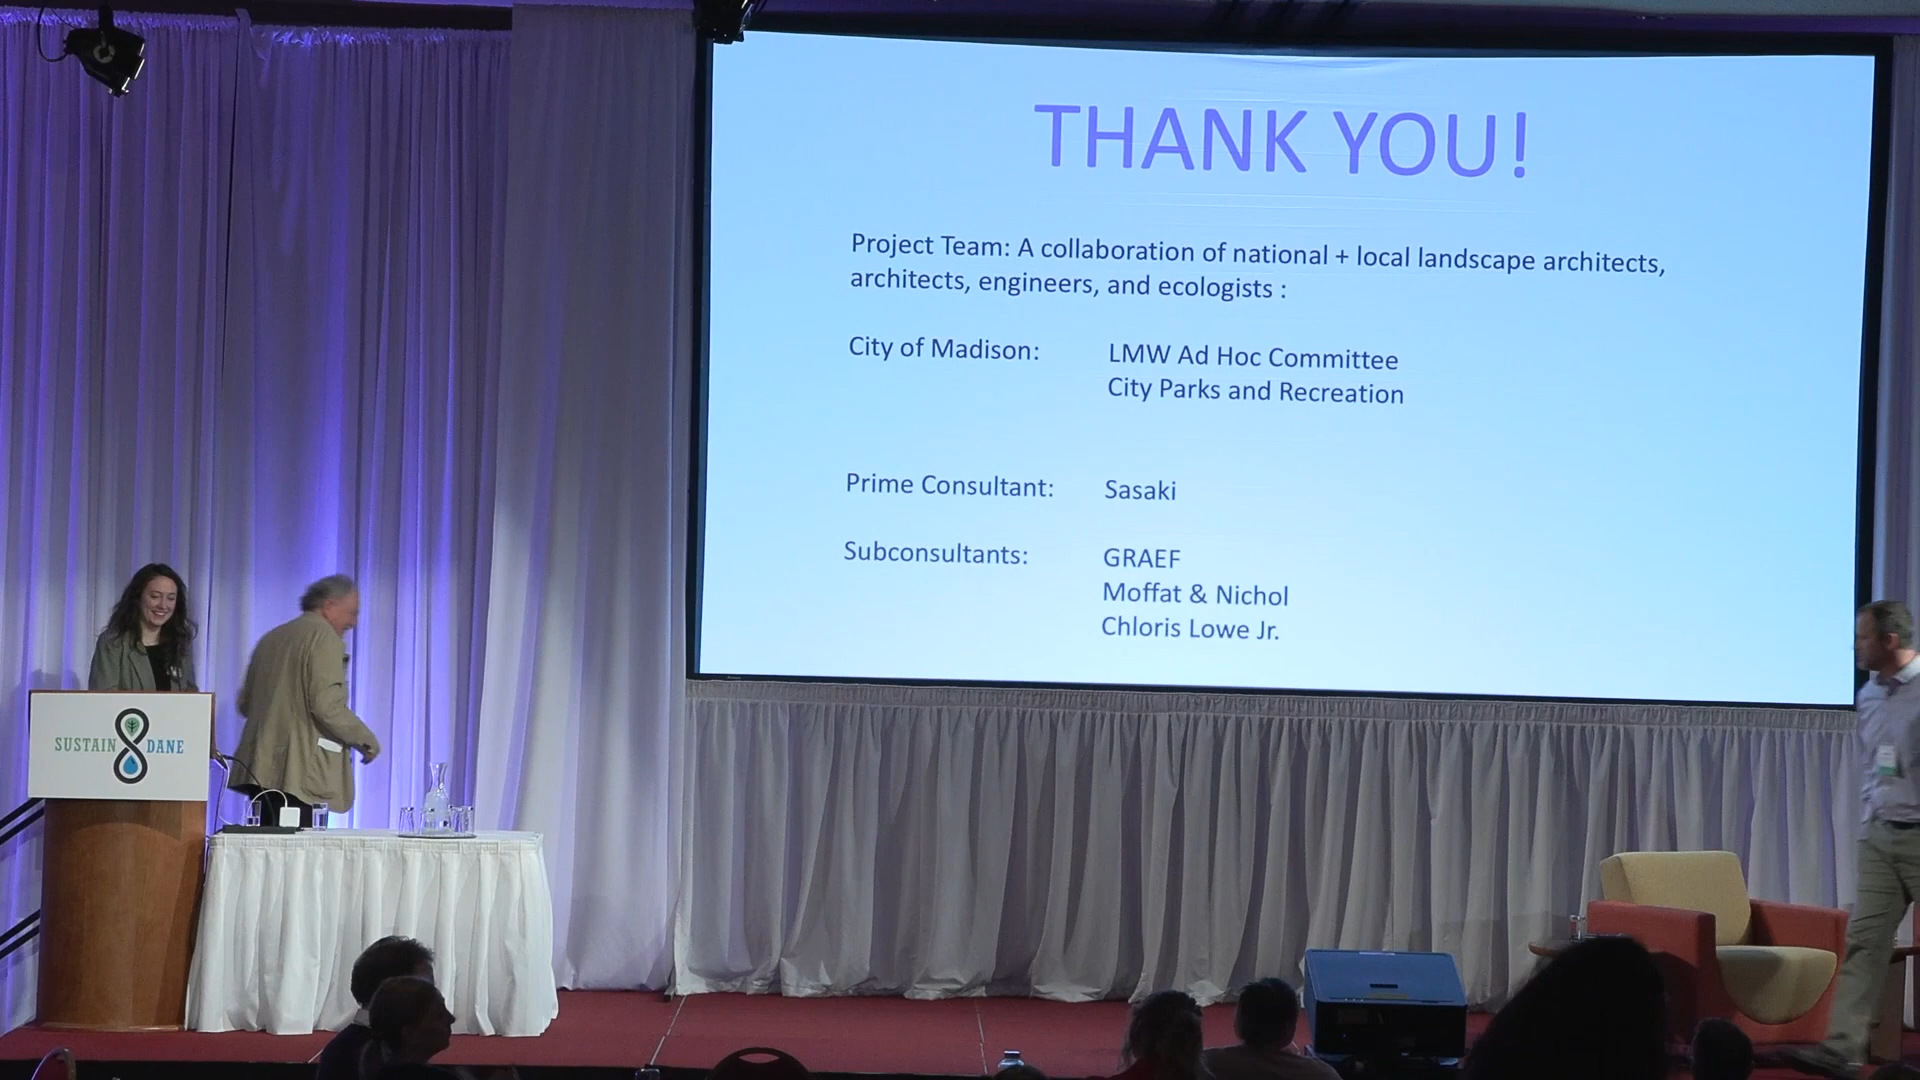 THANK YOU!
Project Team: A collaboration of national + local landscape architects,
architects, engineers, and ecologists :
City of Madison: LMW Ad Hoc Committee
City Parks and Recreation
Prime Consultant: Sasaki
Subconsultants: GRAEF
Moffat & Nichol
Chloris Lowe Jr.
SUSTAIN DANE